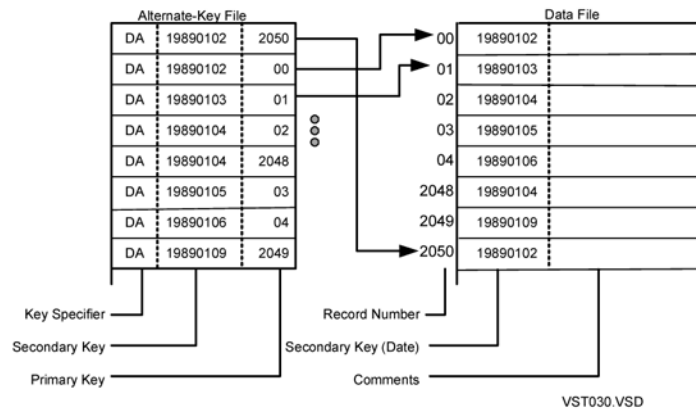 Alternate-Key File Data File
DA 19890102 2050 00 19890102
DA 19890102 00 01 19890103
DA 19890103 01 02 19890104
DA 19890104 02 03 19890105
DA 19890104 2048 04 19890106
DA 19890105 03 2048 19890104
DA 19890106 04 2049 19890109
DA 19890109 2049 2050 19890102
Key Specifier Record Number
Secondary Key Secondary Key (Date)
Primary Key Comments
VST030.VSD